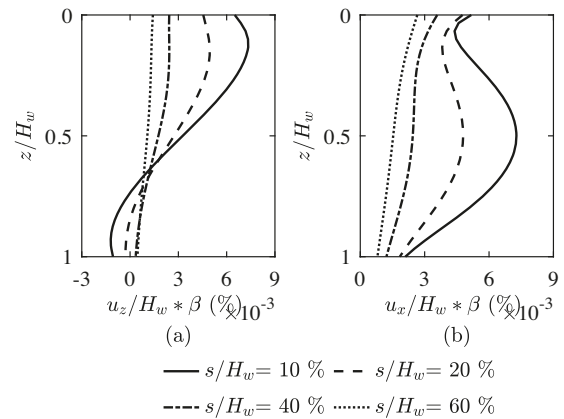 0
0.5
1
z/H_w
-3 0 3 6 9
u_z/H_w * β (%)
×10^-3
(a)
0
0.5
1
z/H_w
0 3 6 9
u_x/H_w * β (%)
×10^-3
(b)
s/H_w= 10 % s/H_w= 20 %
s/H_w= 40 % s/H_w= 60 %